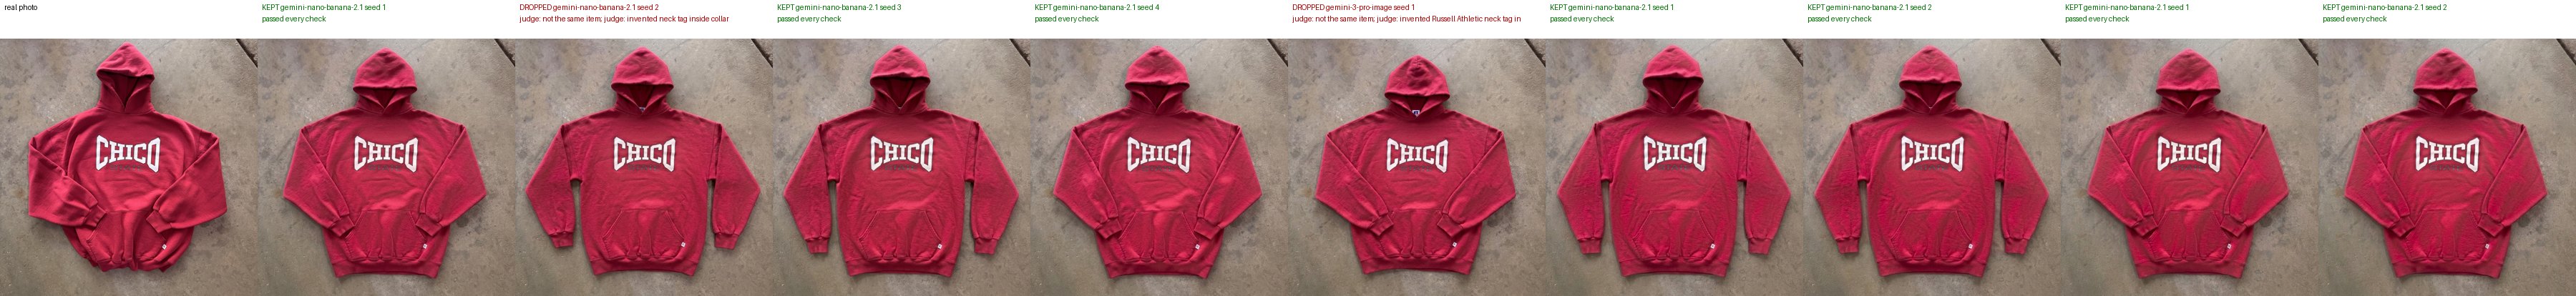 real photo
KEPT gemini-nano-banana-2.1 seed 1
passed every check
DROPPED gemini-nano-banana-2.1 seed 2
judge: not the same item; judge: invented neck tag inside collar
KEPT gemini-nano-banana-2.1 seed 3
passed every check
KEPT gemini-nano-banana-2.1 seed 4
passed every check
DROPPED gemini-3-pro-image seed 1
judge: not the same item; judge: invented Russell Athletic neck tag in
KEPT gemini-nano-banana-2.1 seed 1
passed every check
KEPT gemini-nano-banana-2.1 seed 2
passed every check
KEPT gemini-nano-banana-2.1 seed 1
passed every check
KEPT gemini-nano-banana-2.1 seed 2
passed every check
CHICO
CHICO
CHICO
CHICO
CHICO
CHICO
CHICO
CHICO
CHICO
CHICO